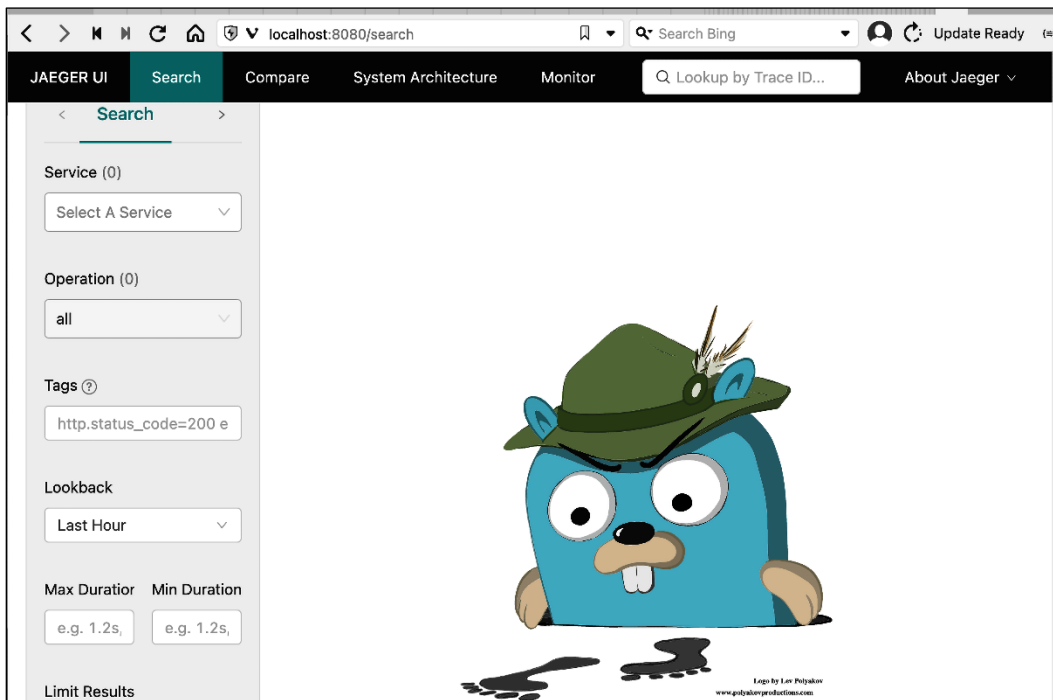 localhost:8080/search
Search Bing
Update Ready
JAEGER UI
Search
Compare
System Architecture
Monitor
Lookup by Trace ID...
About Jaeger
Search
Service (0)
Select A Service
Operation (0)
all
Tags
http.status_code=200 e
Lookback
Last Hour
Max Duration Min Duration
e.g. 1.2s, e.g. 1.2s,
Limit Results
Logo by Lev Polyakov
www.polyakovproductions.com